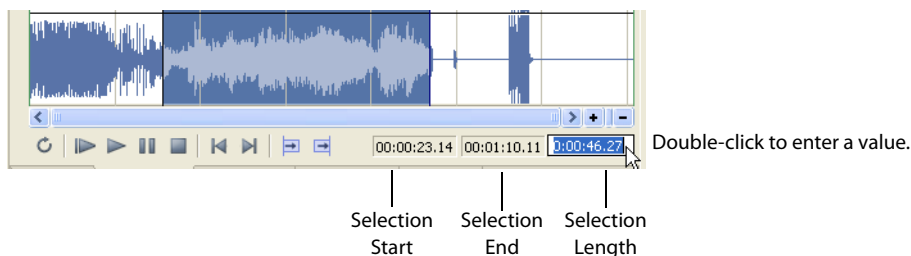 00:00:23.14 00:01:10.11 0:00:46.27
Double-click to enter a value.
Selection Start
Selection End
Selection Length